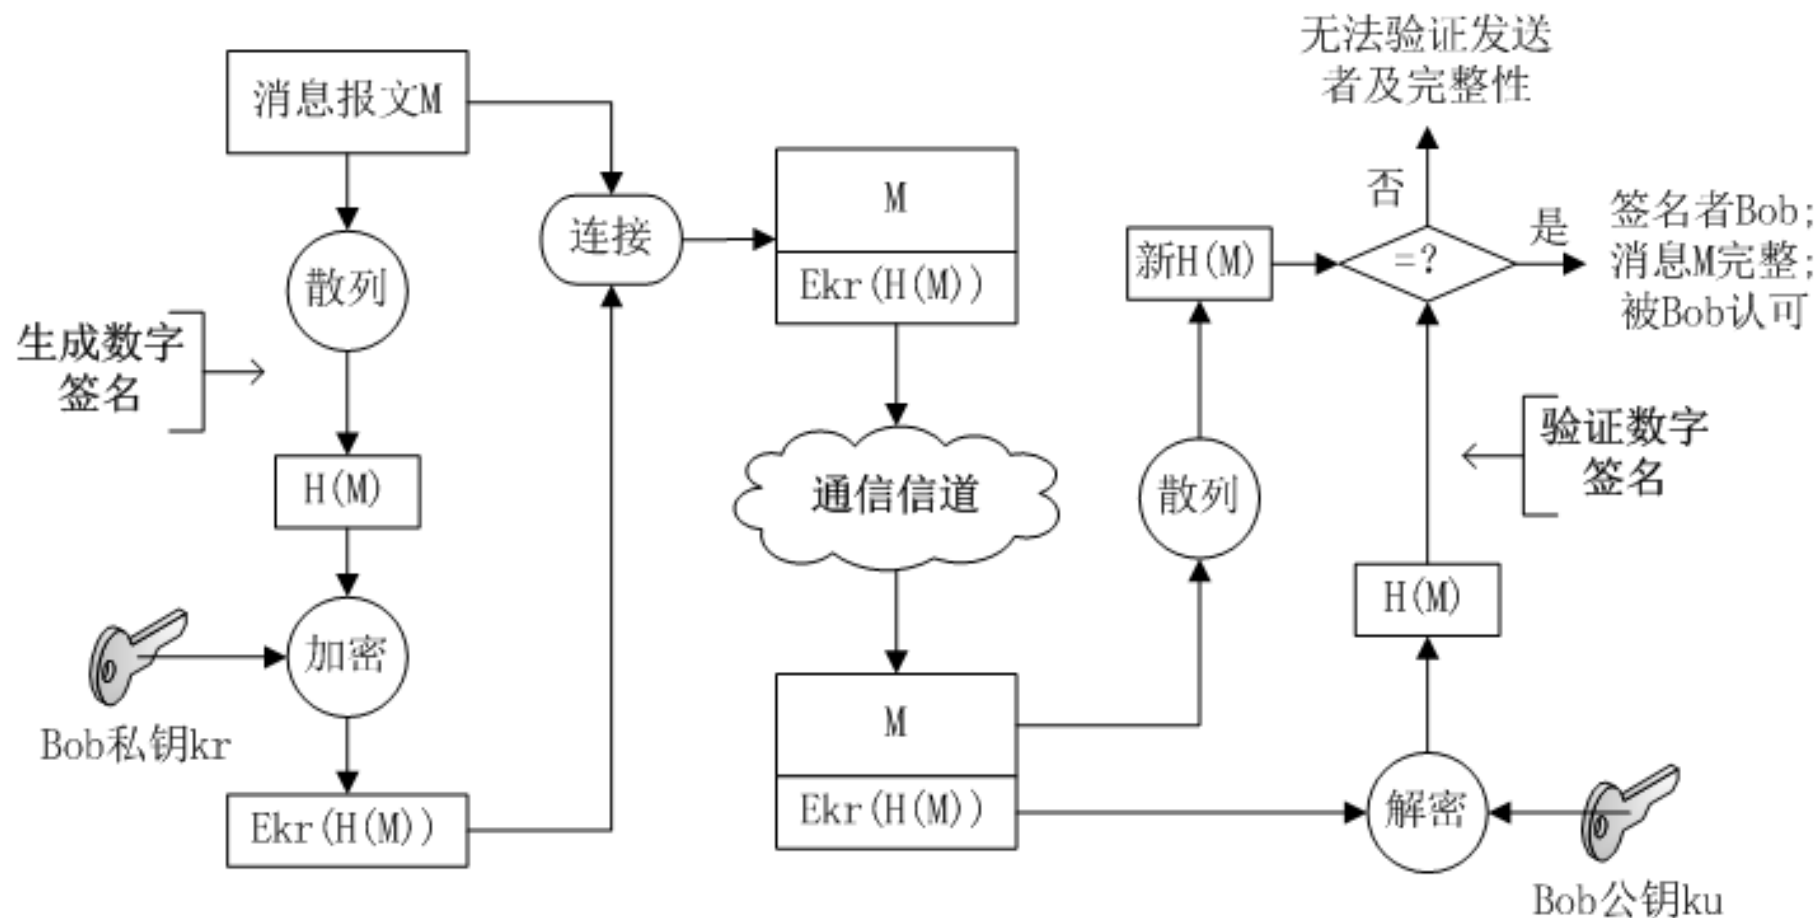 消息报文M
散列
生成数字
签名
H(M)
加密
Bob私钥kr
Ekr(H(M))
连接
M
Ekr(H(M))
通信信道
M
Ekr(H(M))
散列
新H(M)
=?
否
无法验证发送
者及完整性
是
签名者Bob;
消息M完整;
被Bob认可
验证数字
签名
H(M)
解密
Bob公钥ku